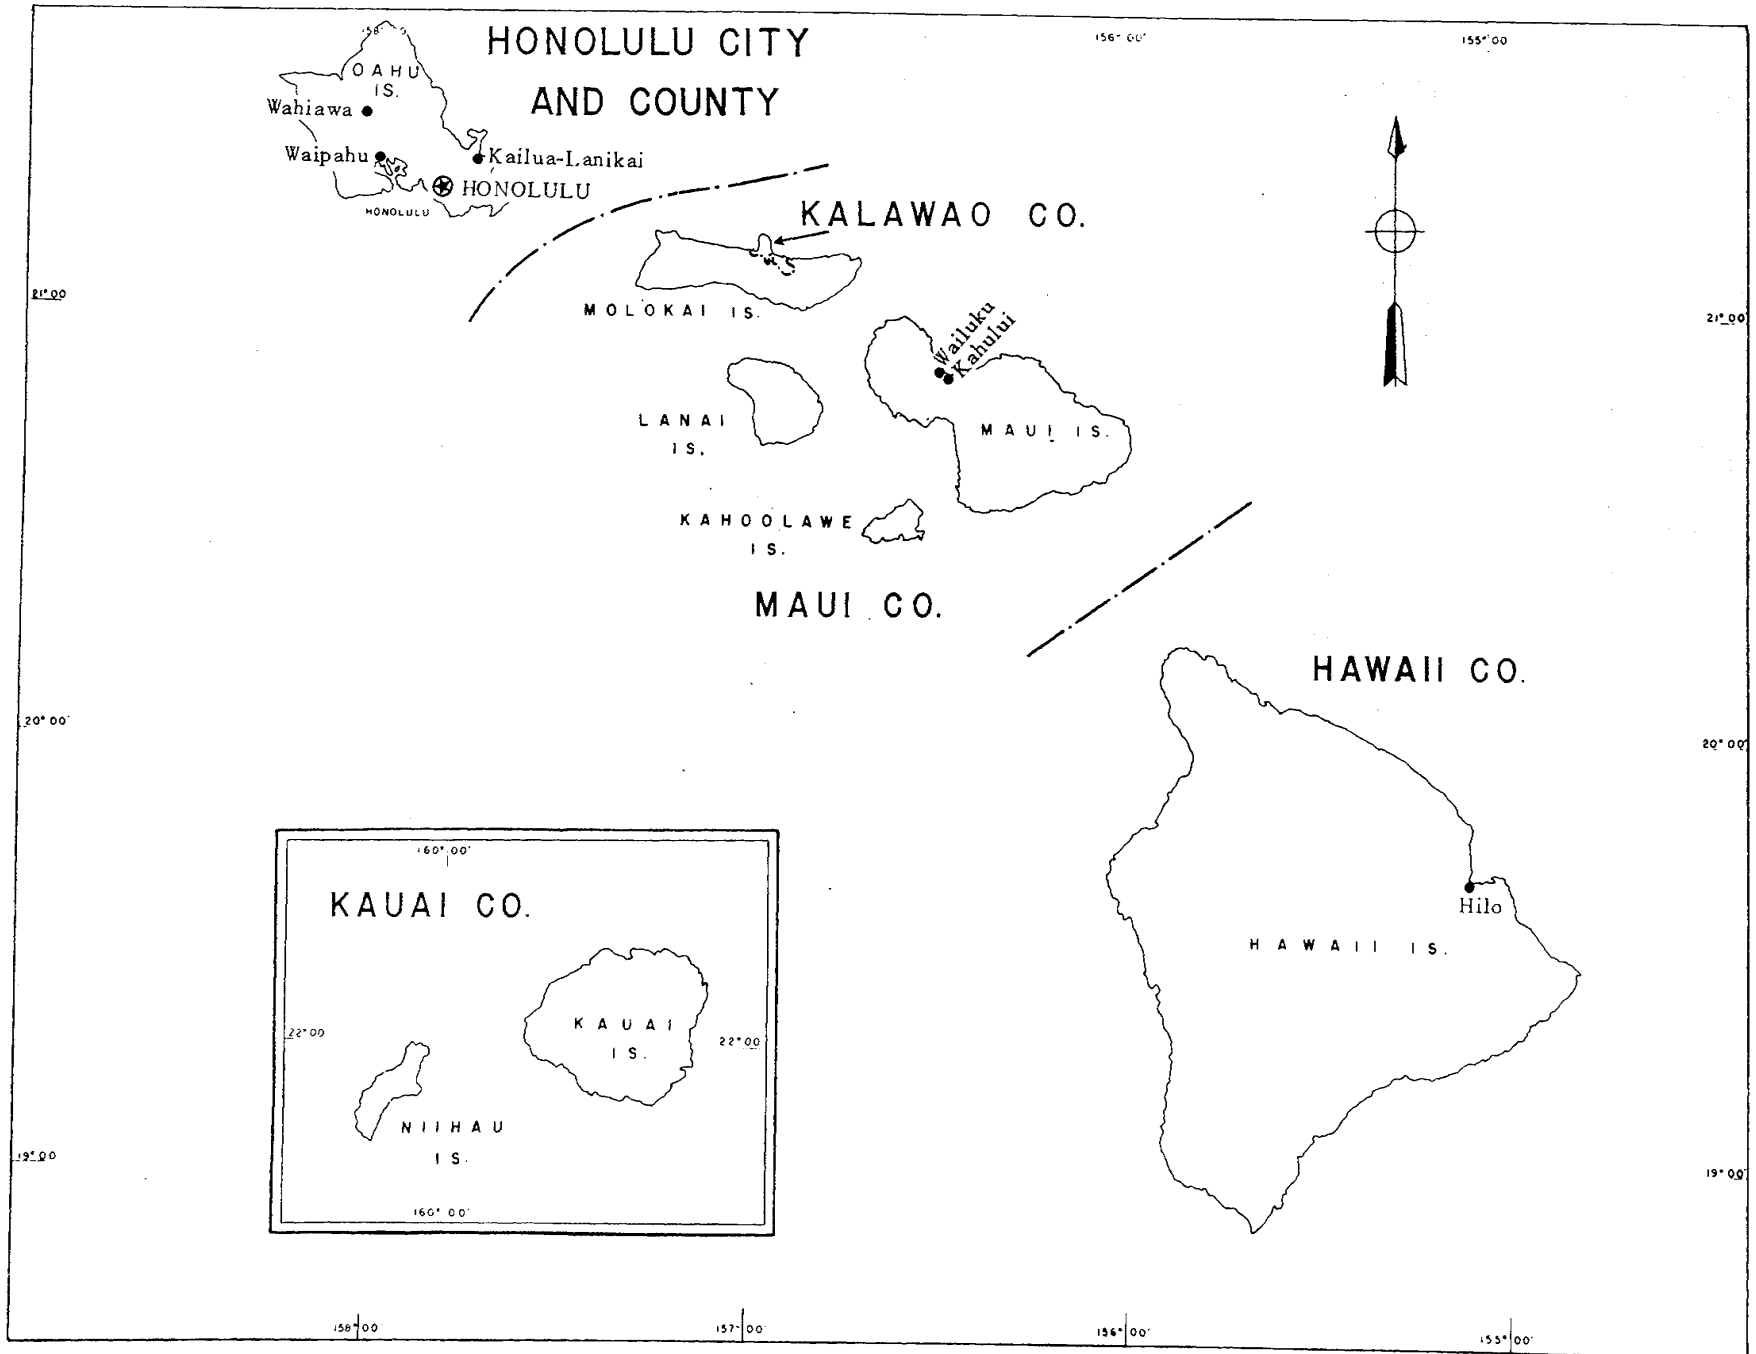 158° 00'
156° 00'
155° 00'
HONOLULU CITY
AND COUNTY
OAHU
IS.
Wahiawa
Waipahu
Kailua-Lanikai
HONOLULU
HONOLULU
KALAWAO CO.
21° 00
MOLOKAI IS.
21° 00
Wailuku
Kahului
LANAI
IS.
MAUI IS.
KAHOOLAWE
IS.
MAUI CO.
HAWAII CO.
20° 00'
20° 00'
160° 00'
KAUAI CO.
Hilo
HAWAII IS.
KAUAI
IS.
22° 00
22° 00
NIIHAU
IS.
19° 00
19° 00'
160° 00'
158° 00'
157° 00'
156° 00'
155° 00'